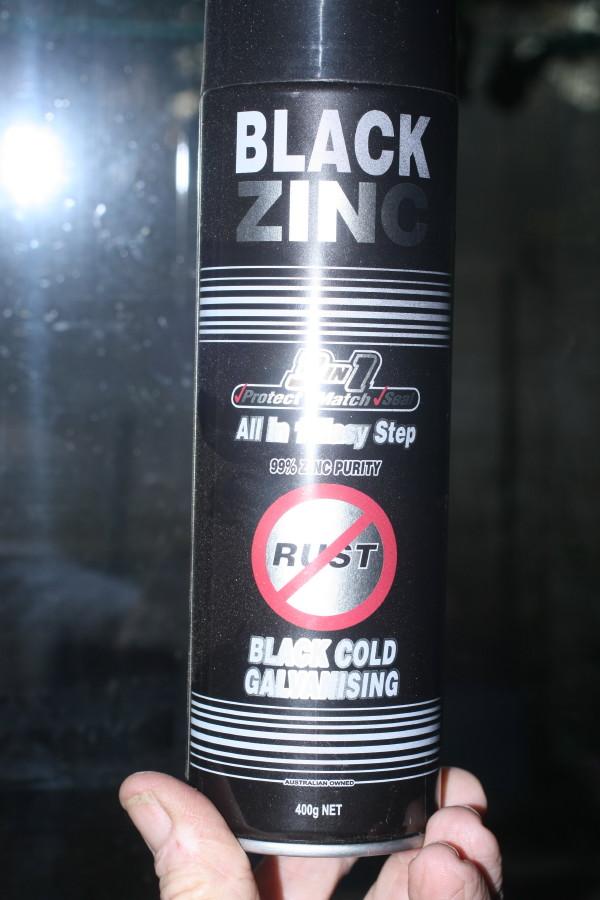 BLACK
ZINC
3 IN 1
✓Protect ✓Match ✓Seal
All In 1 Easy Step
99% ZINC PURITY
RUST
BLACK COLD
GALVANISING
AUSTRALIAN OWNED
400g NET